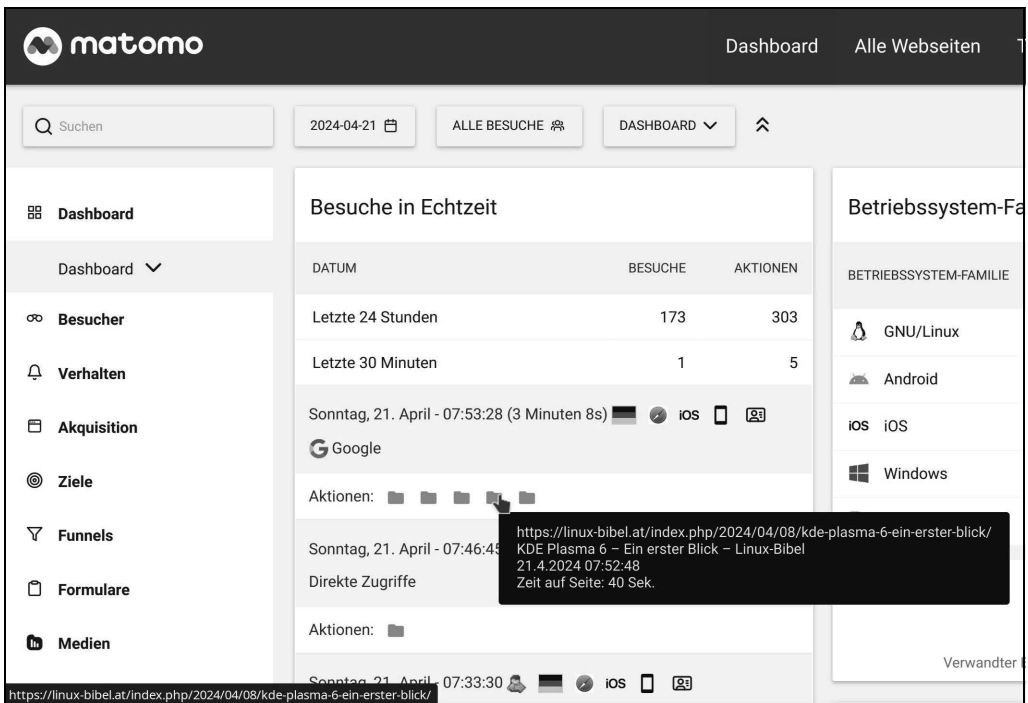 matomo
Dashboard
Alle Webseiten
Suchen
2024-04-21
ALLE BESUCHE
DASHBOARD
Dashboard
Dashboard
Besucher
Verhalten
Akquisition
Ziele
Funnels
Formulare
Medien
Besuche in Echtzeit
DATUM BESUCHE AKTIONEN
Letzte 24 Stunden 173 303
Letzte 30 Minuten 1 5
Sonntag, 21. April - 07:53:28 (3 Minuten 8s) iOS
Google
Aktionen:
Sonntag, 21. April - 07:46:45
Direkte Zugriffe
Aktionen:
Sonntag, 21. April - 07:33:30 iOS
https://linux-bibel.at/index.php/2024/04/08/kde-plasma-6-ein-erster-blick/
KDE Plasma 6 – Ein erster Blick – Linux-Bibel
21.4.2024 07:52:48
Zeit auf Seite: 40 Sek.
Betriebssystem-Fa
BETRIEBSSYSTEM-FAMILIE
GNU/Linux
Android
iOS iOS
Windows
Verwandter
https://linux-bibel.at/index.php/2024/04/08/kde-plasma-6-ein-erster-blick/